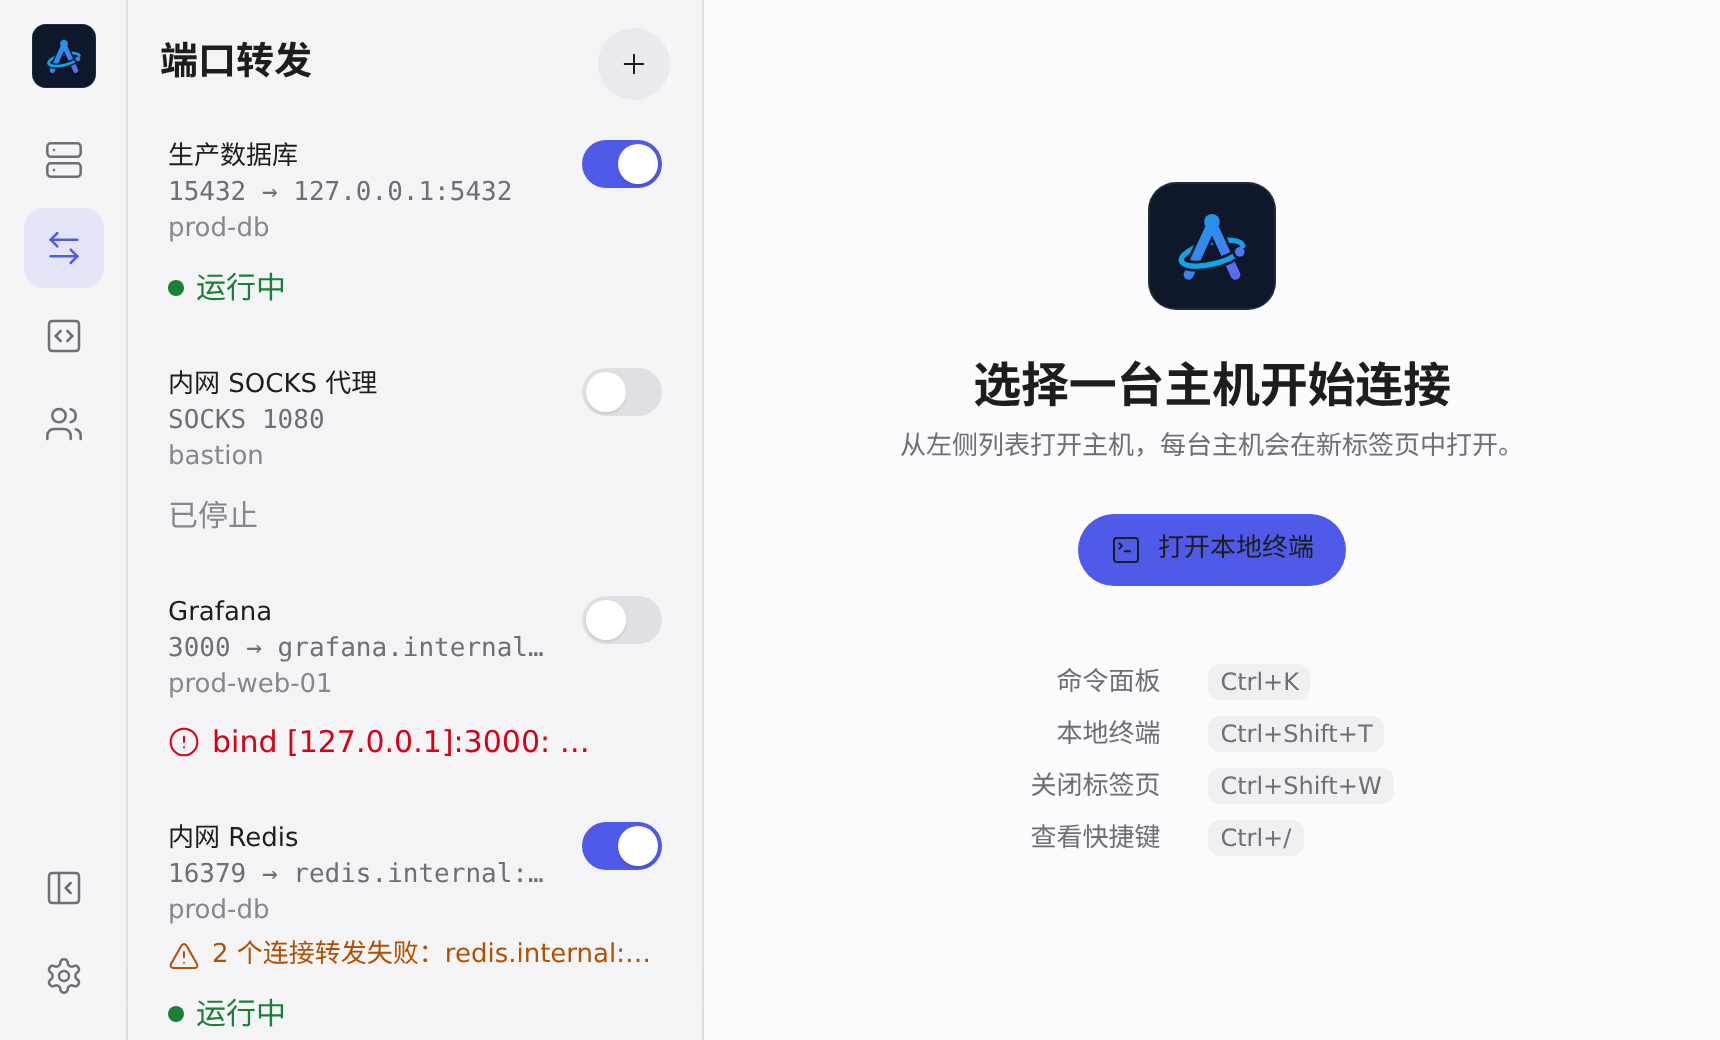 端口转发
生产数据库
15432 → 127.0.0.1:5432
prod-db
运行中
内网 SOCKS 代理
SOCKS 1080
bastion
已停止
Grafana
3000 → grafana.internal…
prod-web-01
bind [127.0.0.1]:3000: …
内网 Redis
16379 → redis.internal:…
prod-db
2 个连接转发失败：redis.internal:…
运行中
选择一台主机开始连接
从左侧列表打开主机，每台主机会在新标签页中打开。
打开本地终端
命令面板 Ctrl+K
本地终端 Ctrl+Shift+T
关闭标签页 Ctrl+Shift+W
查看快捷键 Ctrl+/